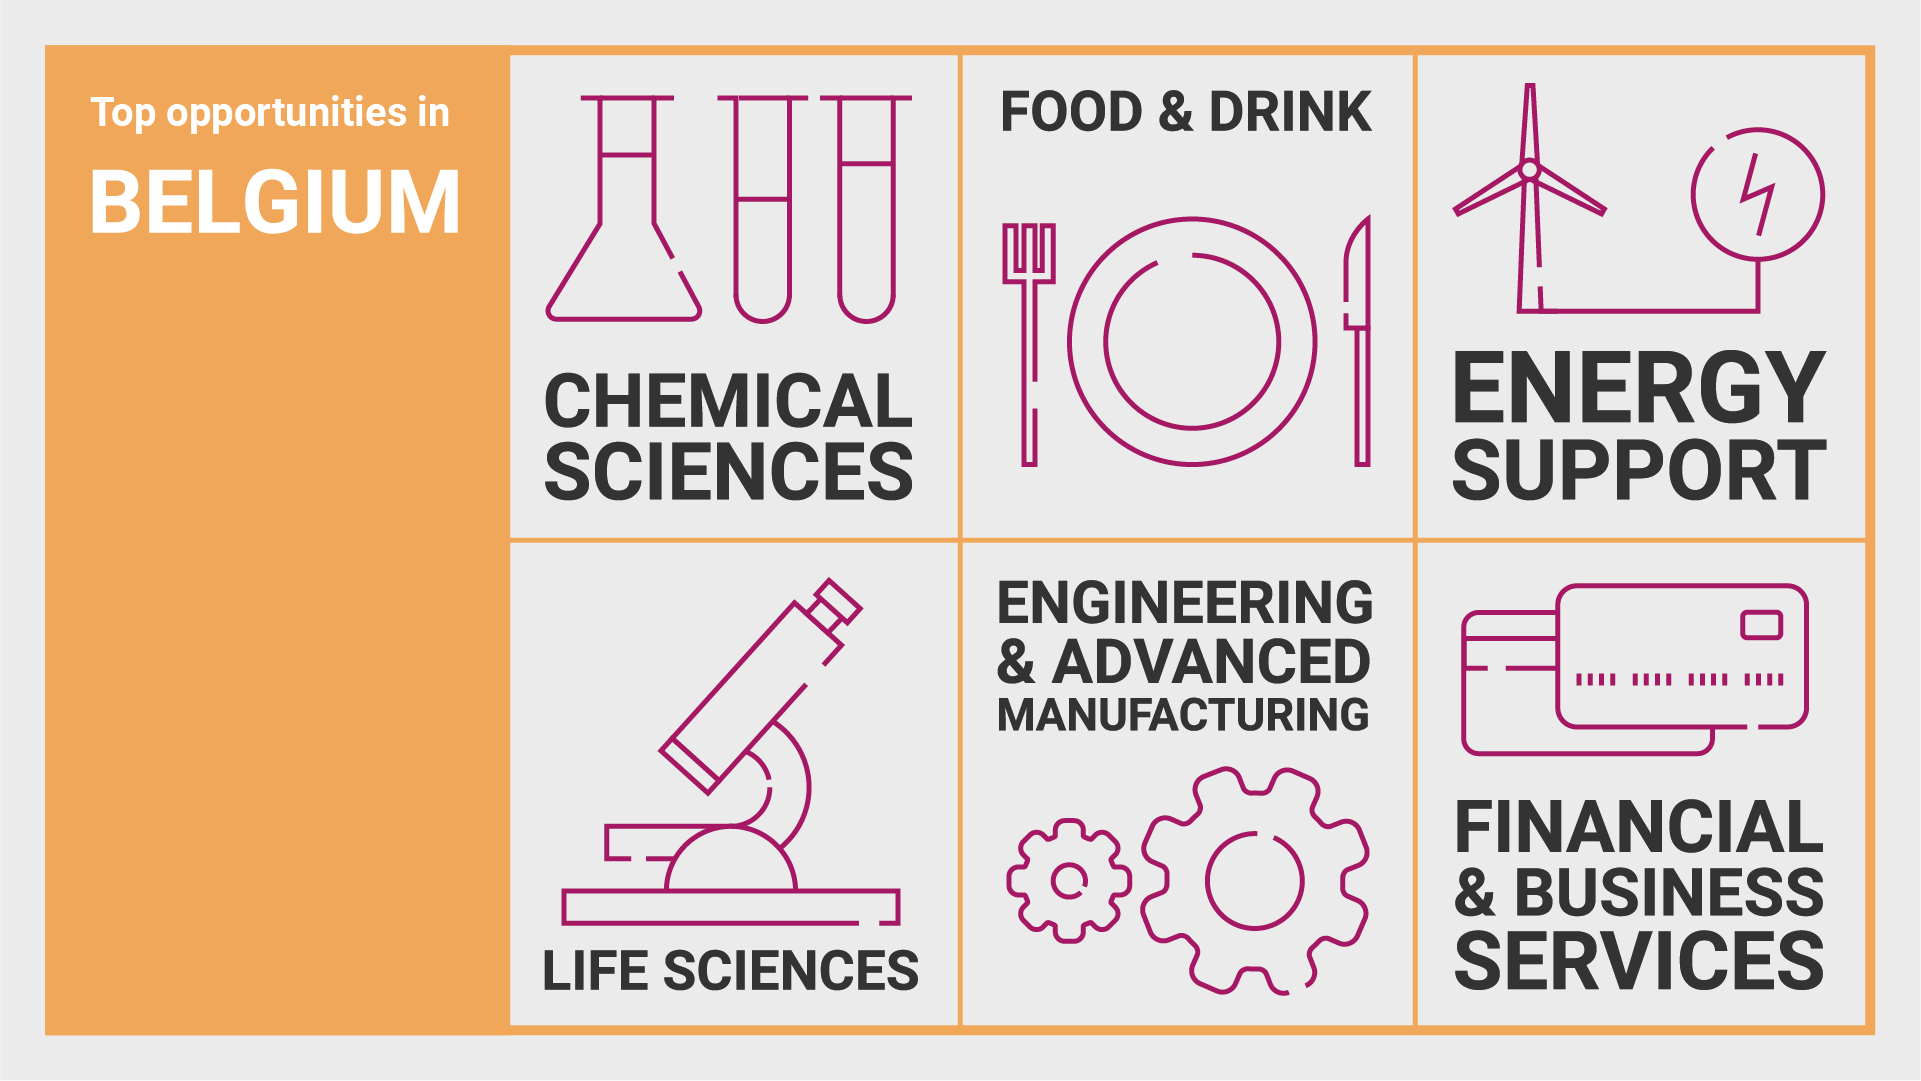 Top opportunities in
BELGIUM
CHEMICAL
SCIENCES
FOOD & DRINK
ENERGY
SUPPORT
LIFE SCIENCES
ENGINEERING
& ADVANCED
MANUFACTURING
FINANCIAL
& BUSINESS
SERVICES